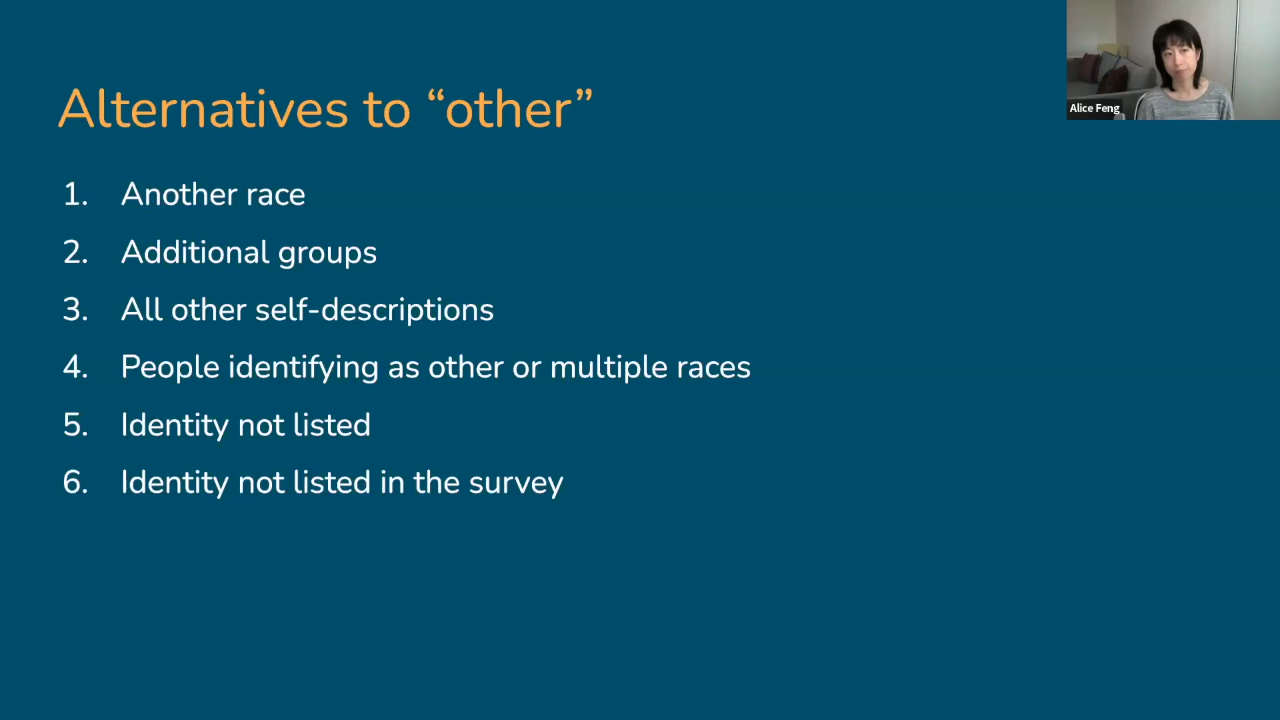 Alternatives to “other”
1. Another race
2. Additional groups
3. All other self-descriptions
4. People identifying as other or multiple races
5. Identity not listed
6. Identity not listed in the survey
Alice Feng